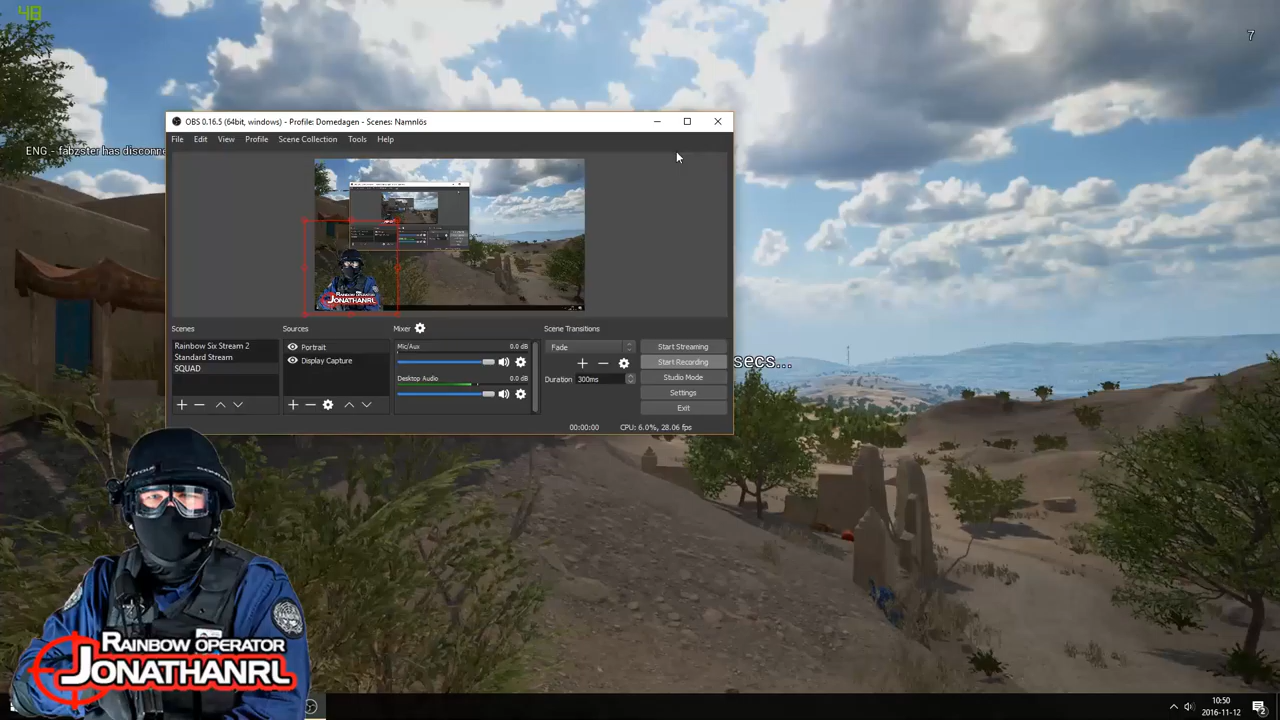 48
7
ENG - fabzster has disconne
OBS 0.16.5 (64bit, windows) - Profile: Domedagen - Scenes: Namnlös
File Edit View Profile Scene Collection Tools Help
Scenes Sources Mixer Scene Transitions
Rainbow Six Stream 2
Standard Stream
SQUAD
Portrait
Display Capture
Mic/Aux 0.0 dB
Desktop Audio 0.0 dB
Fade
Duration 300ms
Start Streaming
Start Recording
Studio Mode
Settings
Exit
00:00:00 CPU: 6.0%, 28.06 fps
secs...
RAINBOW OPERATOR
JONATHANRL
10:50
2016-11-12
2